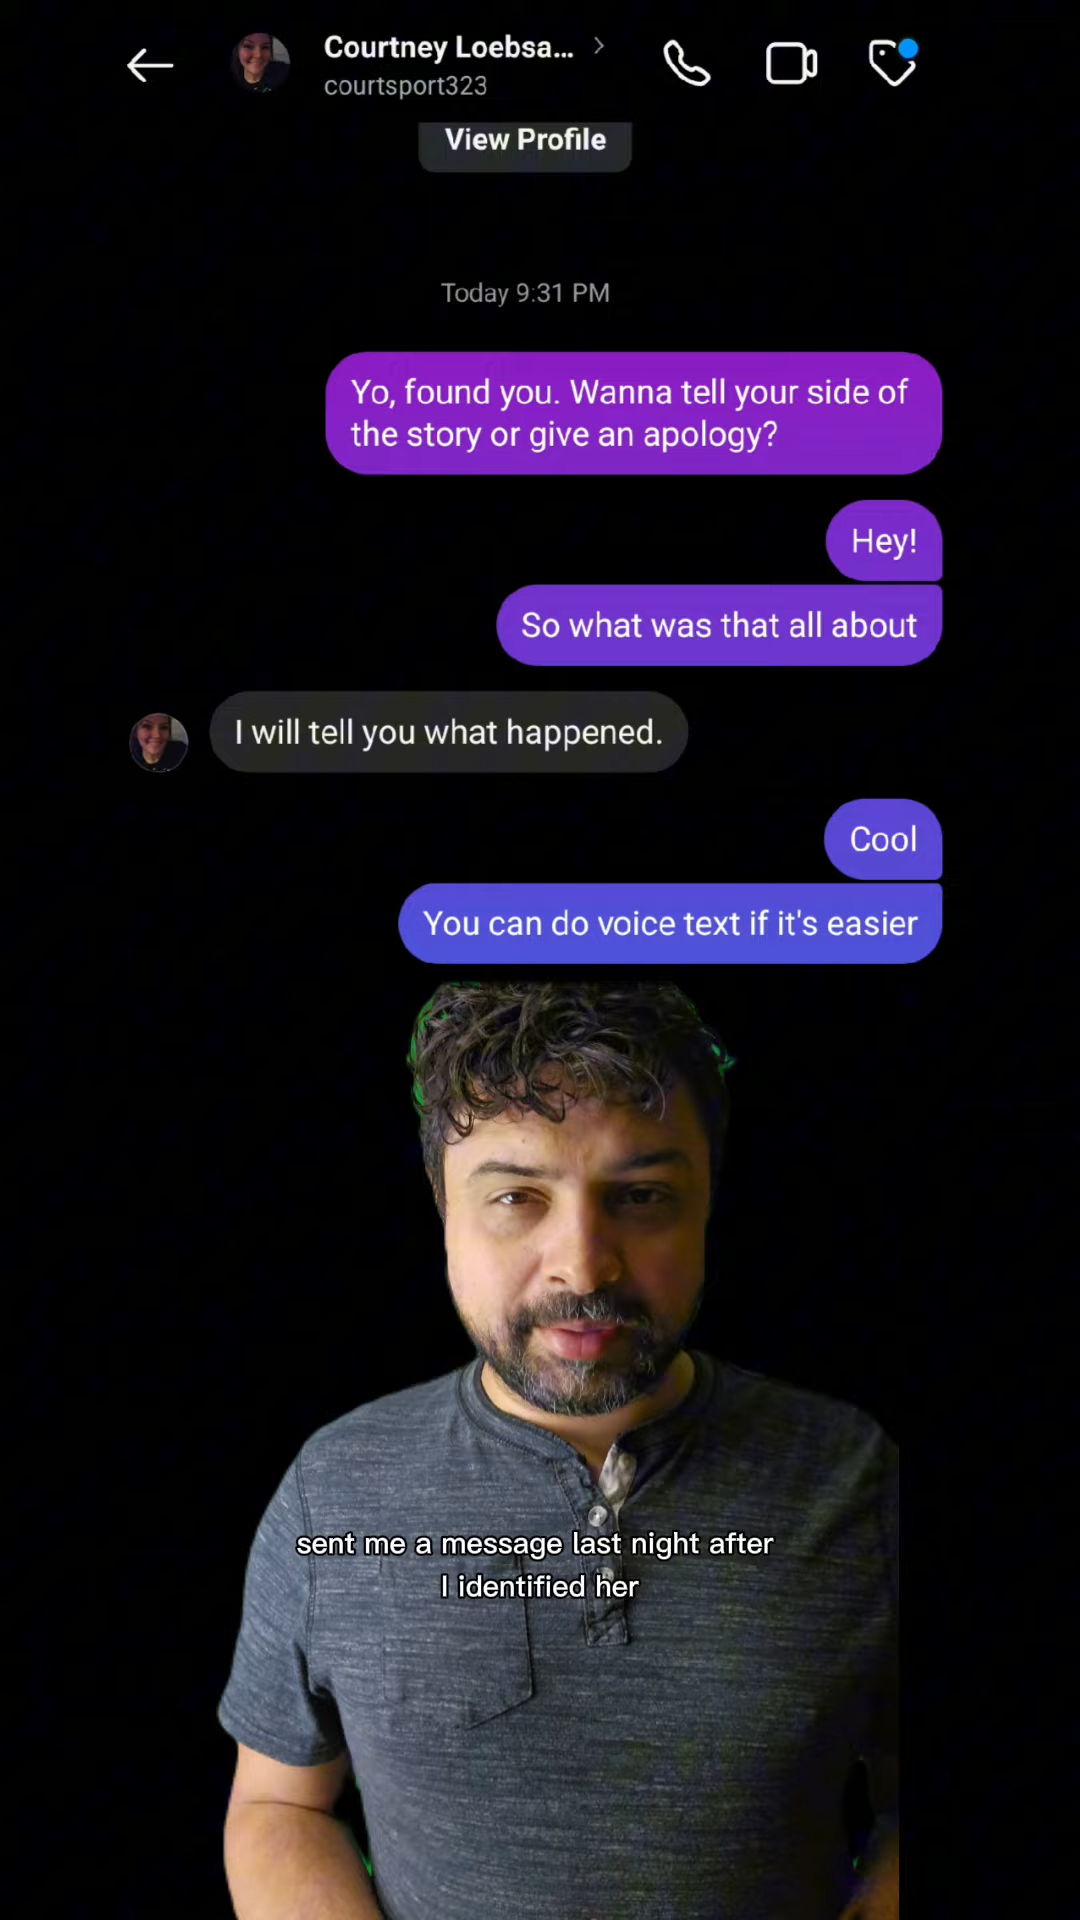 Courtney Loebsa...
courtsport323
View Profile
Today 9:31 PM
Yo, found you. Wanna tell your side of
the story or give an apology?
Hey!
So what was that all about
I will tell you what happened.
Cool
You can do voice text if it's easier
sent me a message last night after
I identified her